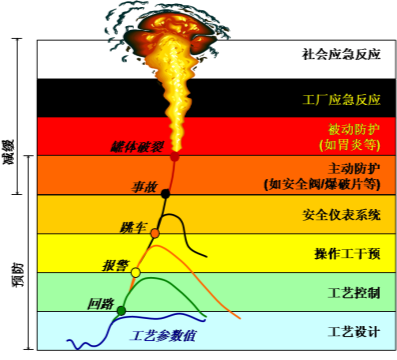 社会应急反应
工厂应急反应
被动防护
(如胃炎等)
罐体破裂
主动防护
(如安全阀/爆破片等)
事故
安全仪表系统
跳车
操作工干预
报警
工艺控制
回路
工艺设计
工艺参数值
减缓
预防